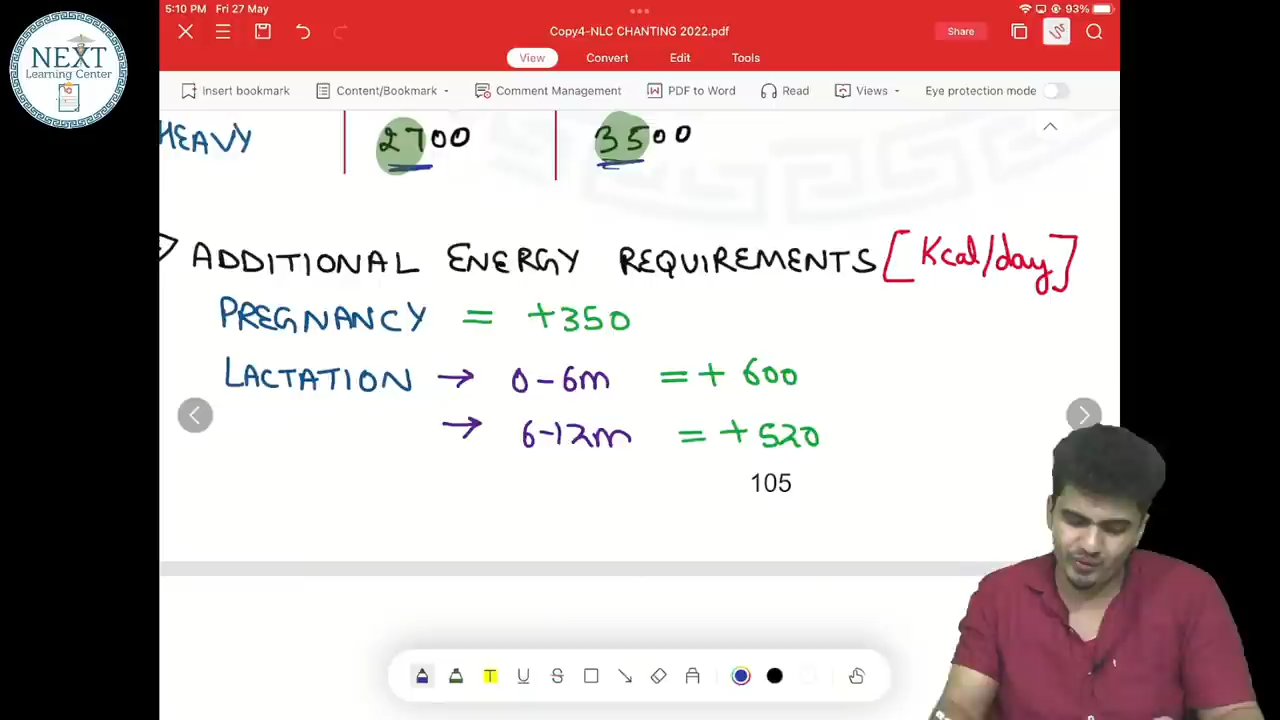 5:10 PM Fri 27 May
93%
NEXT
Learning Center
Copy4-NLC CHANTING 2022.pdf
Share
View Convert Edit Tools
Insert bookmark Content/Bookmark Comment Management PDF to Word Read Views Eye protection mode
HEAVY 2700 3500
ADDITIONAL ENERGY REQUIREMENTS [Kcal/day]
PREGNANCY = +350
LACTATION → 0-6m = + 600
→ 6-12m = + 520
105